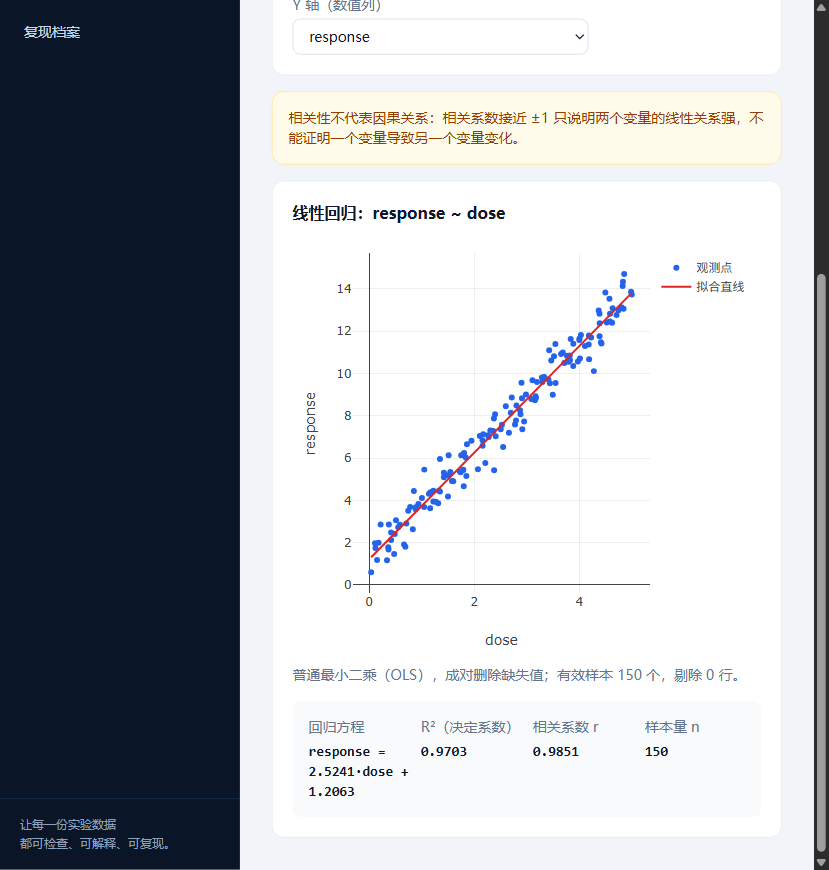 复现档案
让每一份实验数据
都可检查、可解释、可复现。
Y 轴（数值列）
response
相关性不代表因果关系：相关系数接近 ±1 只说明两个变量的线性关系强，不
能证明一个变量导致另一个变量变化。
线性回归：response ~ dose
观测点
拟合直线
14
12
10
8
6
4
2
0
response
0
2
4
dose
普通最小二乘（OLS），成对删除缺失值；有效样本 150 个，剔除 0 行。
回归方程
response =
2.5241·dose +
1.2063
R²（决定系数）
0.9703
相关系数 r
0.9851
样本量 n
150